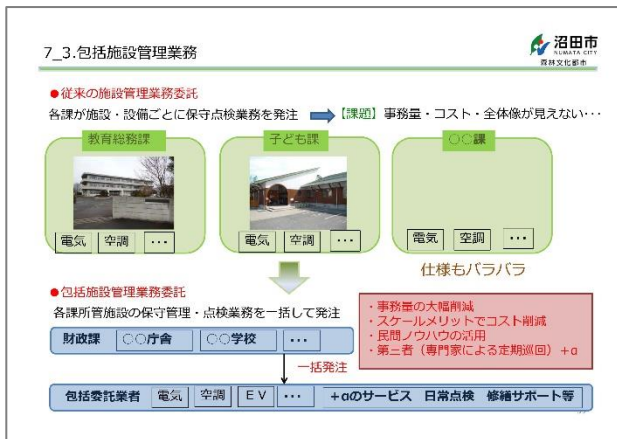 7_3.包括施設管理業務
沼田市
NUMATA CITY
森林文化都市
●従来の施設管理業務委託
各課が施設・設備ごとに保守点検業務を発注
【課題】事務量・コスト・全体像が見えない・・・
教育総務課
子ども課
○○課
電気 空調 ・・・
電気 空調 ・・・
電気 空調 ・・・
仕様もバラバラ
●包括施設管理業務委託
各課所管施設の保守管理・点検業務を一括して発注
財政課 ○○庁舎 ○○学校 ・・・
・事務量の大幅削減
・スケールメリットでコスト削減
・民間ノウハウの活用
・第三者（専門家による定期巡回）+α
一括発注
包括委託業者 電気 空調 EV ・・・ +αのサービス 日常点検 修繕サポート等